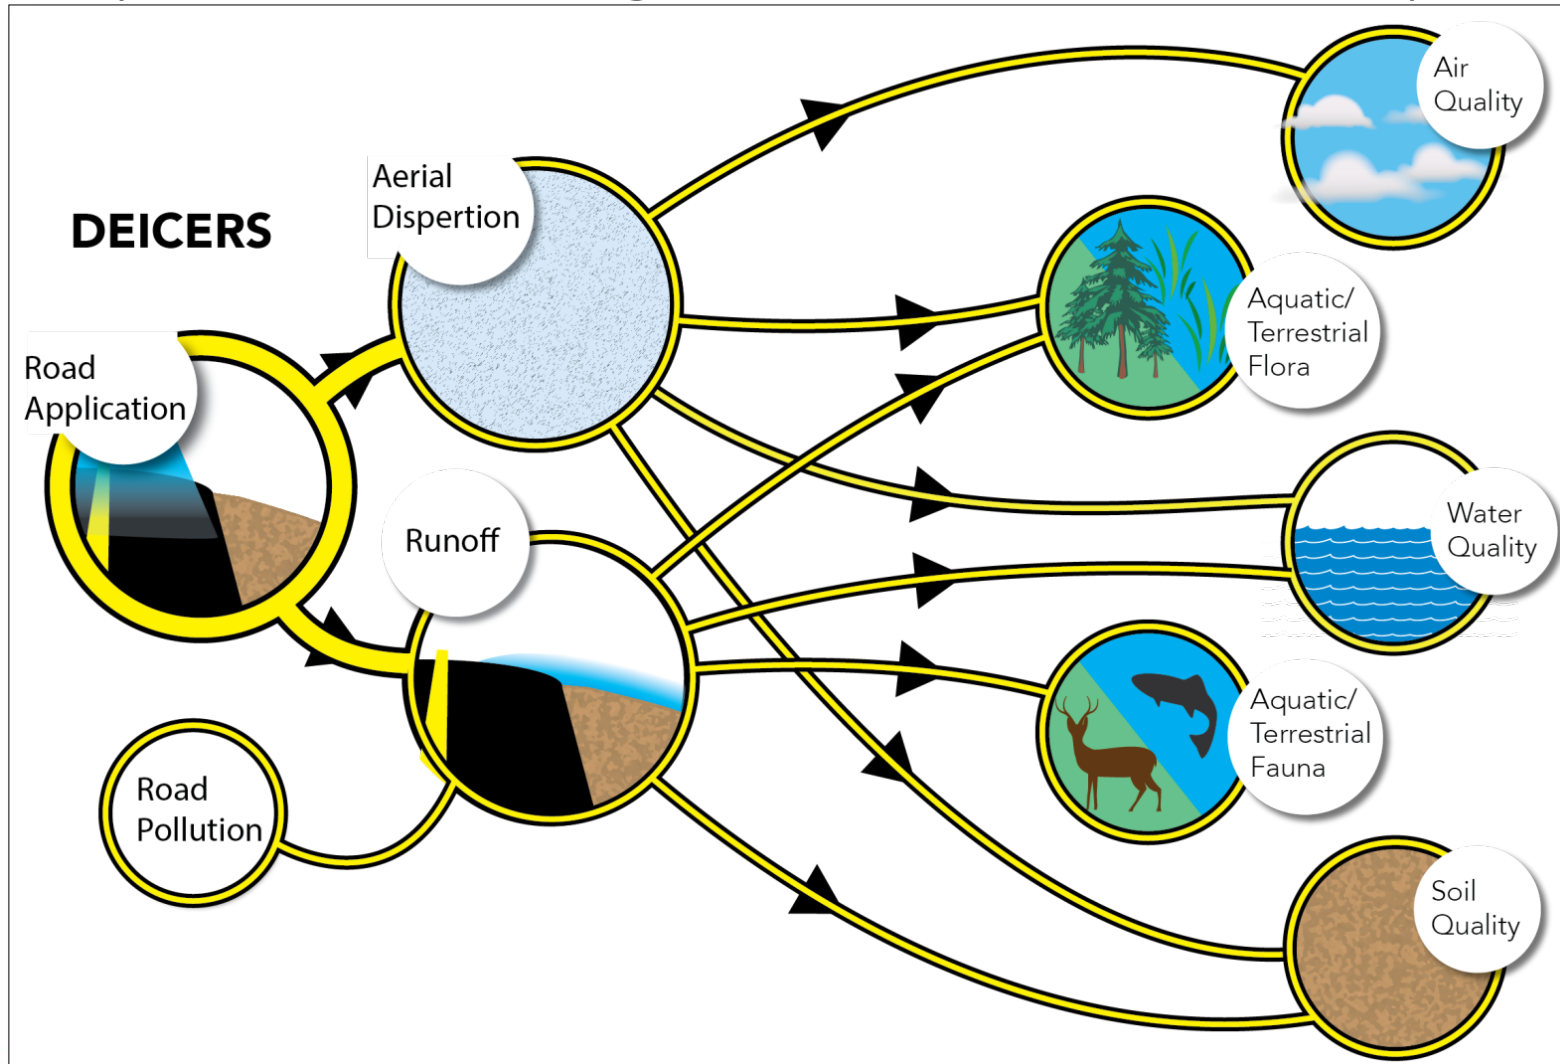 DEICERS
Road
Application
Aerial
Dispertion
Runoff
Road
Pollution
Air
Quality
Aquatic/
Terrestrial
Flora
Water
Quality
Aquatic/
Terrestrial
Fauna
Soil
Quality